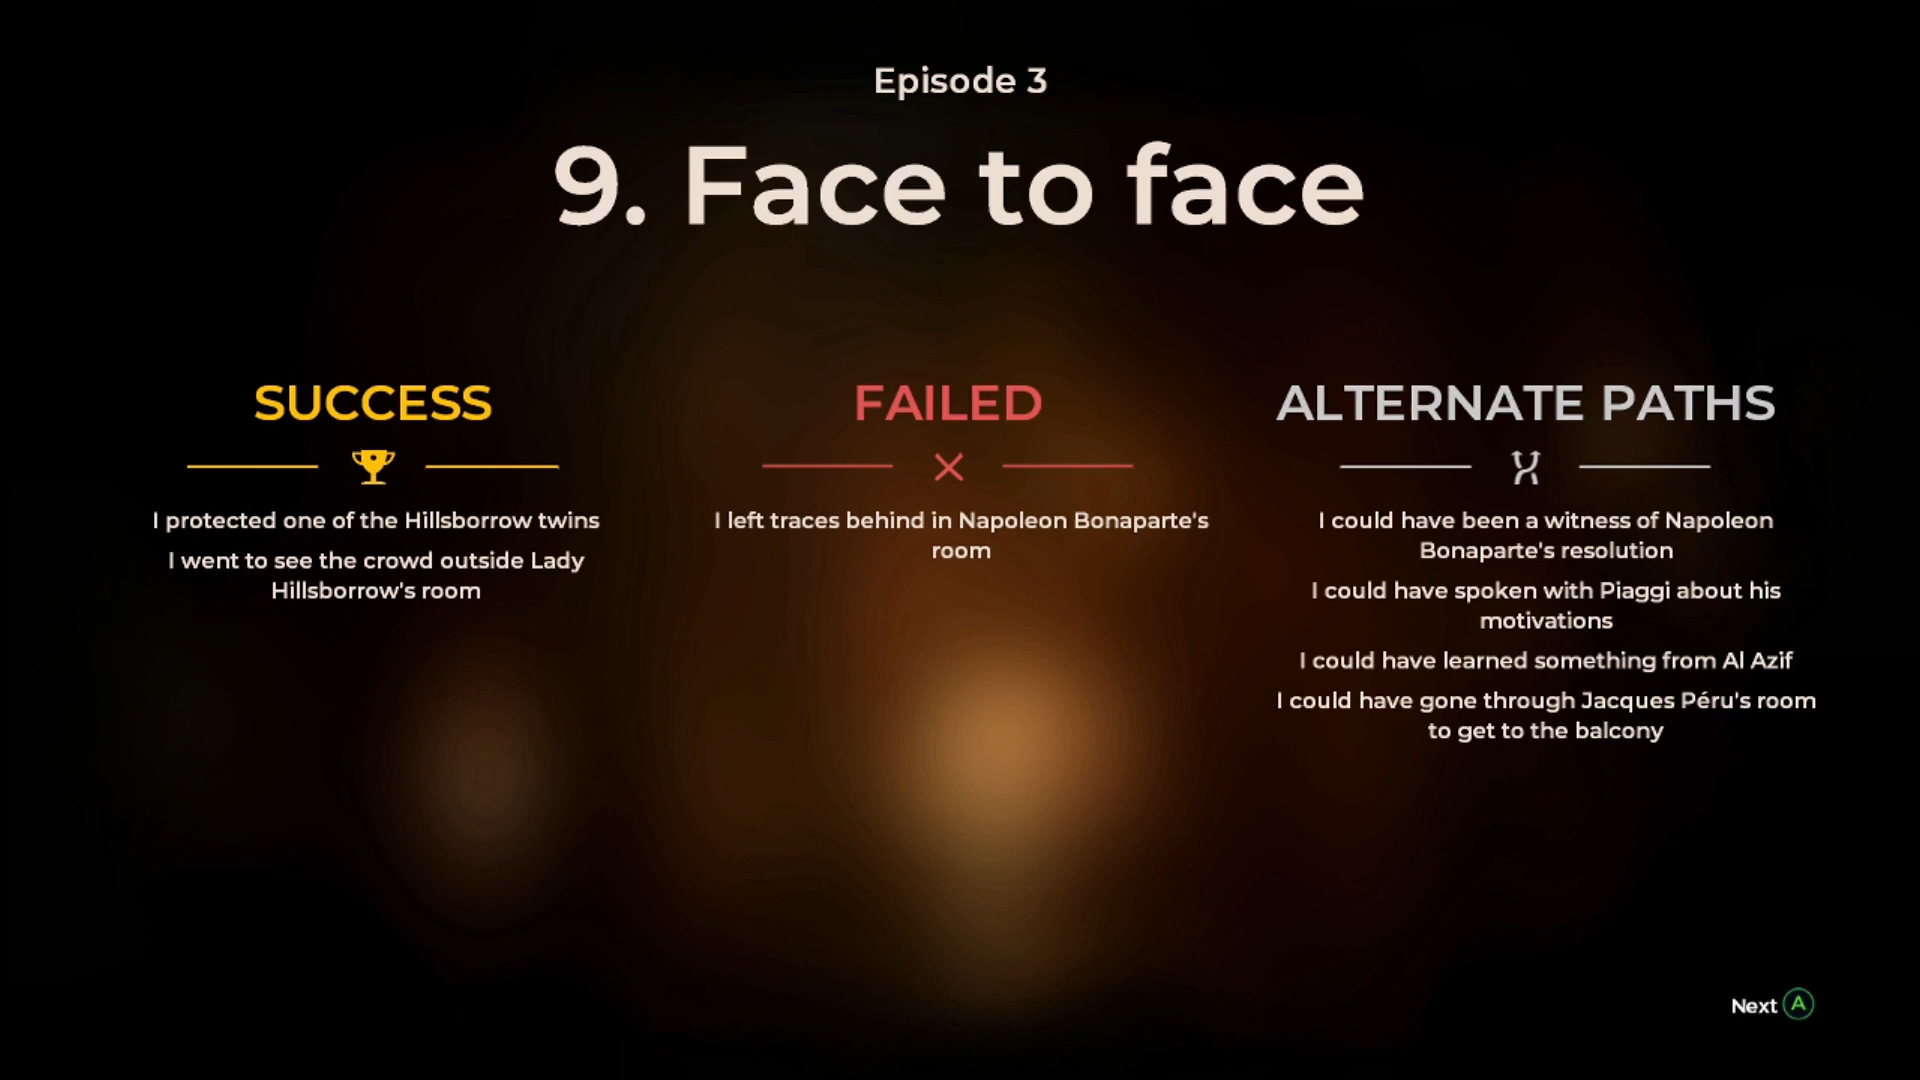 Episode 3
9. Face to face
SUCCESS
I protected one of the Hillsborrow twins
I went to see the crowd outside Lady
Hillsborrow's room
FAILED
I left traces behind in Napoleon Bonaparte's
room
ALTERNATE PATHS
I could have been a witness of Napoleon
Bonaparte's resolution
I could have spoken with Piaggi about his
motivations
I could have learned something from Al Azif
I could have gone through Jacques Péru's room
to get to the balcony
Next A